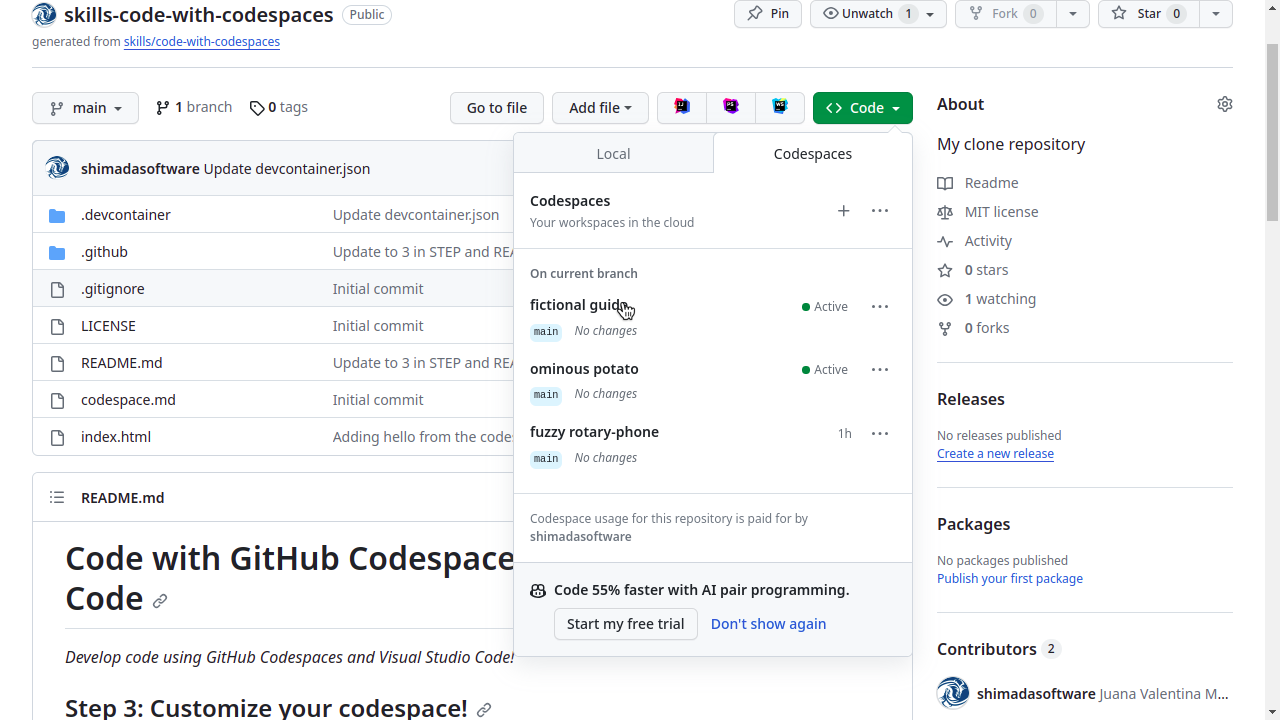 skills-code-with-codespaces Public
Pin
Unwatch 1
Fork 0
Star 0
generated from skills/code-with-codespaces
main
1 branch
0 tags
Go to file
Add file
Code
shimadasoftware Update devcontainer.json
.devcontainer Update devcontainer.json
.github Update to 3 in STEP and REA
.gitignore Initial commit
LICENSE Initial commit
README.md Update to 3 in STEP and REA
codespace.md Initial commit
index.html Adding hello from the codes
Local
Codespaces
Codespaces
Your workspaces in the cloud
On current branch
fictional guide Active
main No changes
ominous potato Active
main No changes
fuzzy rotary-phone 1h
main No changes
Codespace usage for this repository is paid for by
shimadasoftware
Code 55% faster with AI pair programming.
Start my free trial Don't show again
README.md
Code with GitHub Codespace
Code
Develop code using GitHub Codespaces and Visual Studio Code!
Step 3: Customize your codespace!
About
My clone repository
Readme
MIT license
Activity
0 stars
1 watching
0 forks
Releases
No releases published
Create a new release
Packages
No packages published
Publish your first package
Contributors 2
shimadasoftware Juana Valentina M...